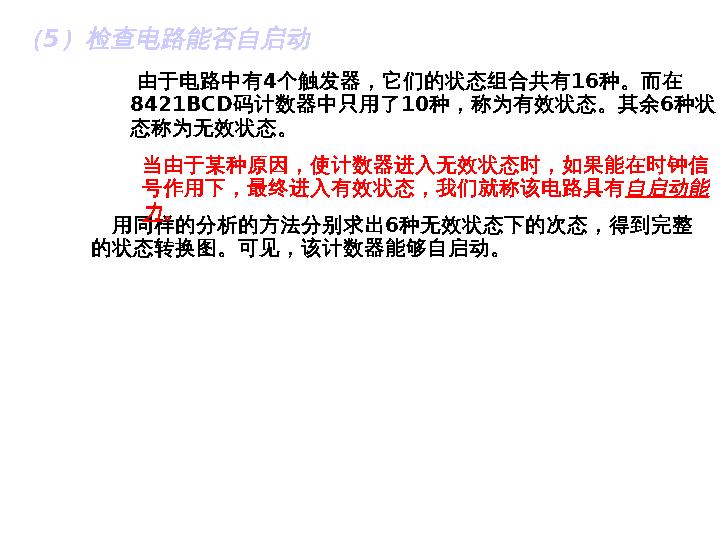 （5）检查电路能否自启动
由于电路中有4个触发器，它们的状态组合共有16种。而在
8421BCD码计数器中只用了10种，称为有效状态。其余6种状
态称为无效状态。
当由于某种原因，使计数器进入无效状态时，如果能在时钟信
号作用下，最终进入有效状态，我们就称该电路具有自启动能
力。
用同样的分析的方法分别求出6种无效状态下的次态，得到完整
的状态转换图。可见，该计数器能够自启动。